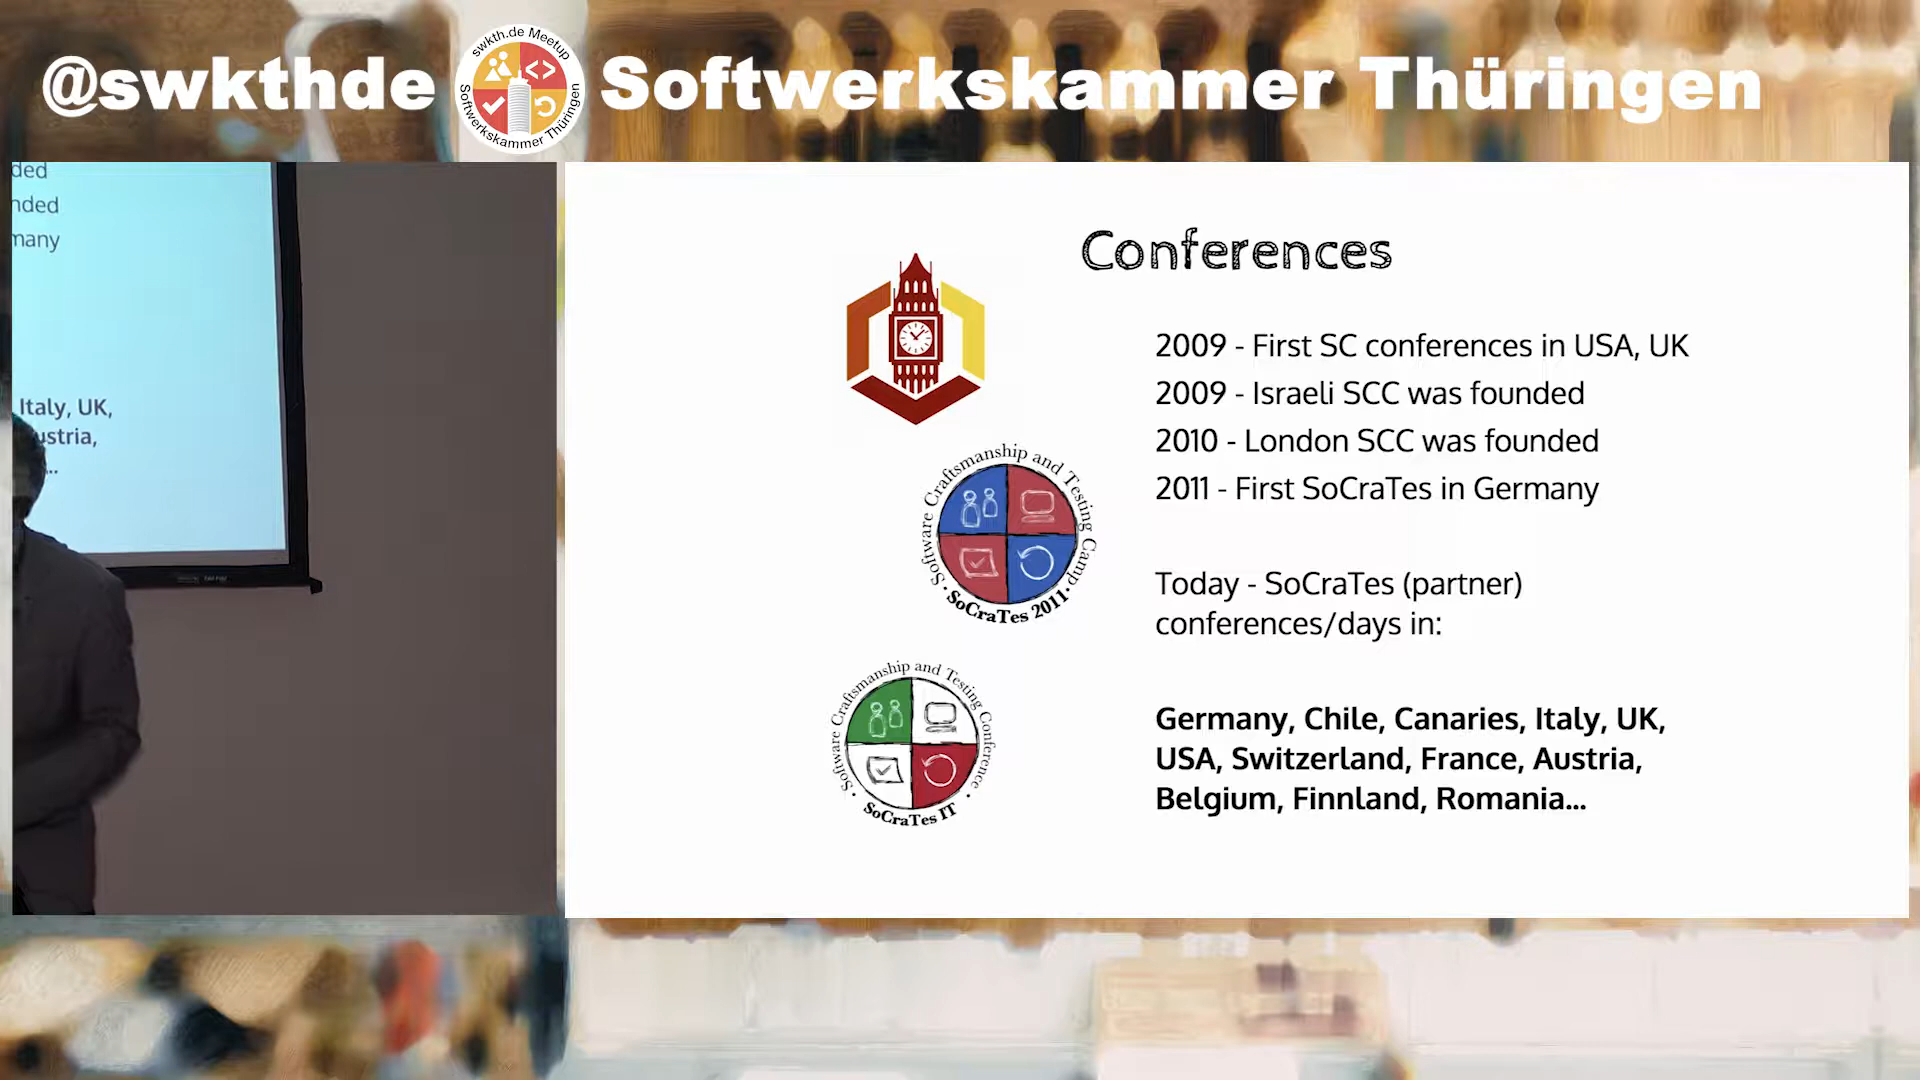 @swkthde
swkth.de Meetup
Softwerkskammer Thüringen
Softwerkskammer Thüringen
ded
nded
many
Italy, UK,
ustria,
...
Conferences
2009 - First SC conferences in USA, UK
2009 - Israeli SCC was founded
2010 - London SCC was founded
2011 - First SoCraTes in Germany
Today - SoCraTes (partner)
conferences/days in:
Germany, Chile, Canaries, Italy, UK,
USA, Switzerland, France, Austria,
Belgium, Finnland, Romania...
· Software Craftsmanship and Testing Camp ·
SoCraTes 2011
· Software Craftsmanship and Testing Conference ·
SoCraTes IT